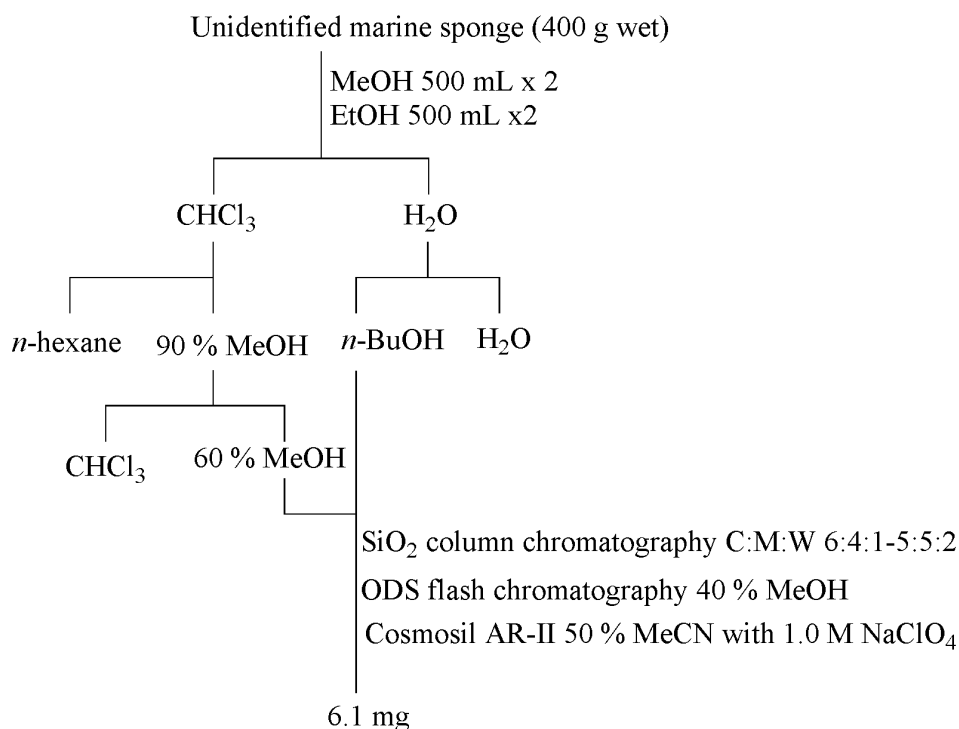 Unidentified marine sponge (400 g wet)
MeOH 500 mL x 2
EtOH 500 mL x2
CHCl₃
H₂O
n-hexane
90 % MeOH
n-BuOH
H₂O
CHCl₃
60 % MeOH
SiO₂ column chromatography C:M:W 6:4:1-5:5:2
ODS flash chromatography 40 % MeOH
Cosmosil AR-II 50 % MeCN with 1.0 M NaClO₄
6.1 mg